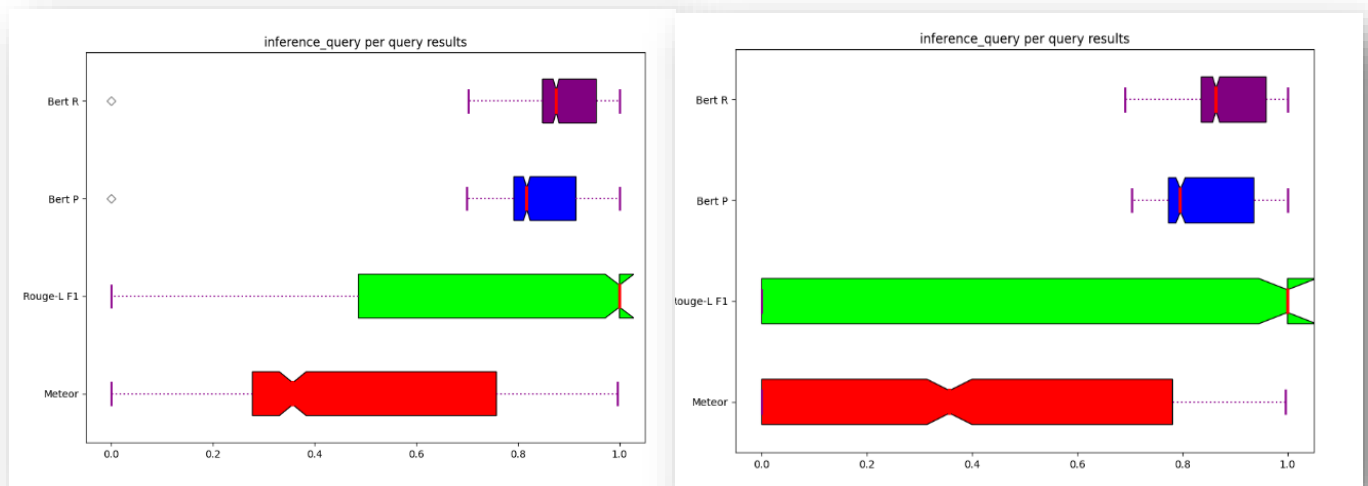 inference_query per query results
Bert R
Bert P
Rouge-L F1
Meteor
0.0 0.2 0.4 0.6 0.8 1.0
inference_query per query results
Bert R
Bert P
Rouge-L F1
Meteor
0.0 0.2 0.4 0.6 0.8 1.0